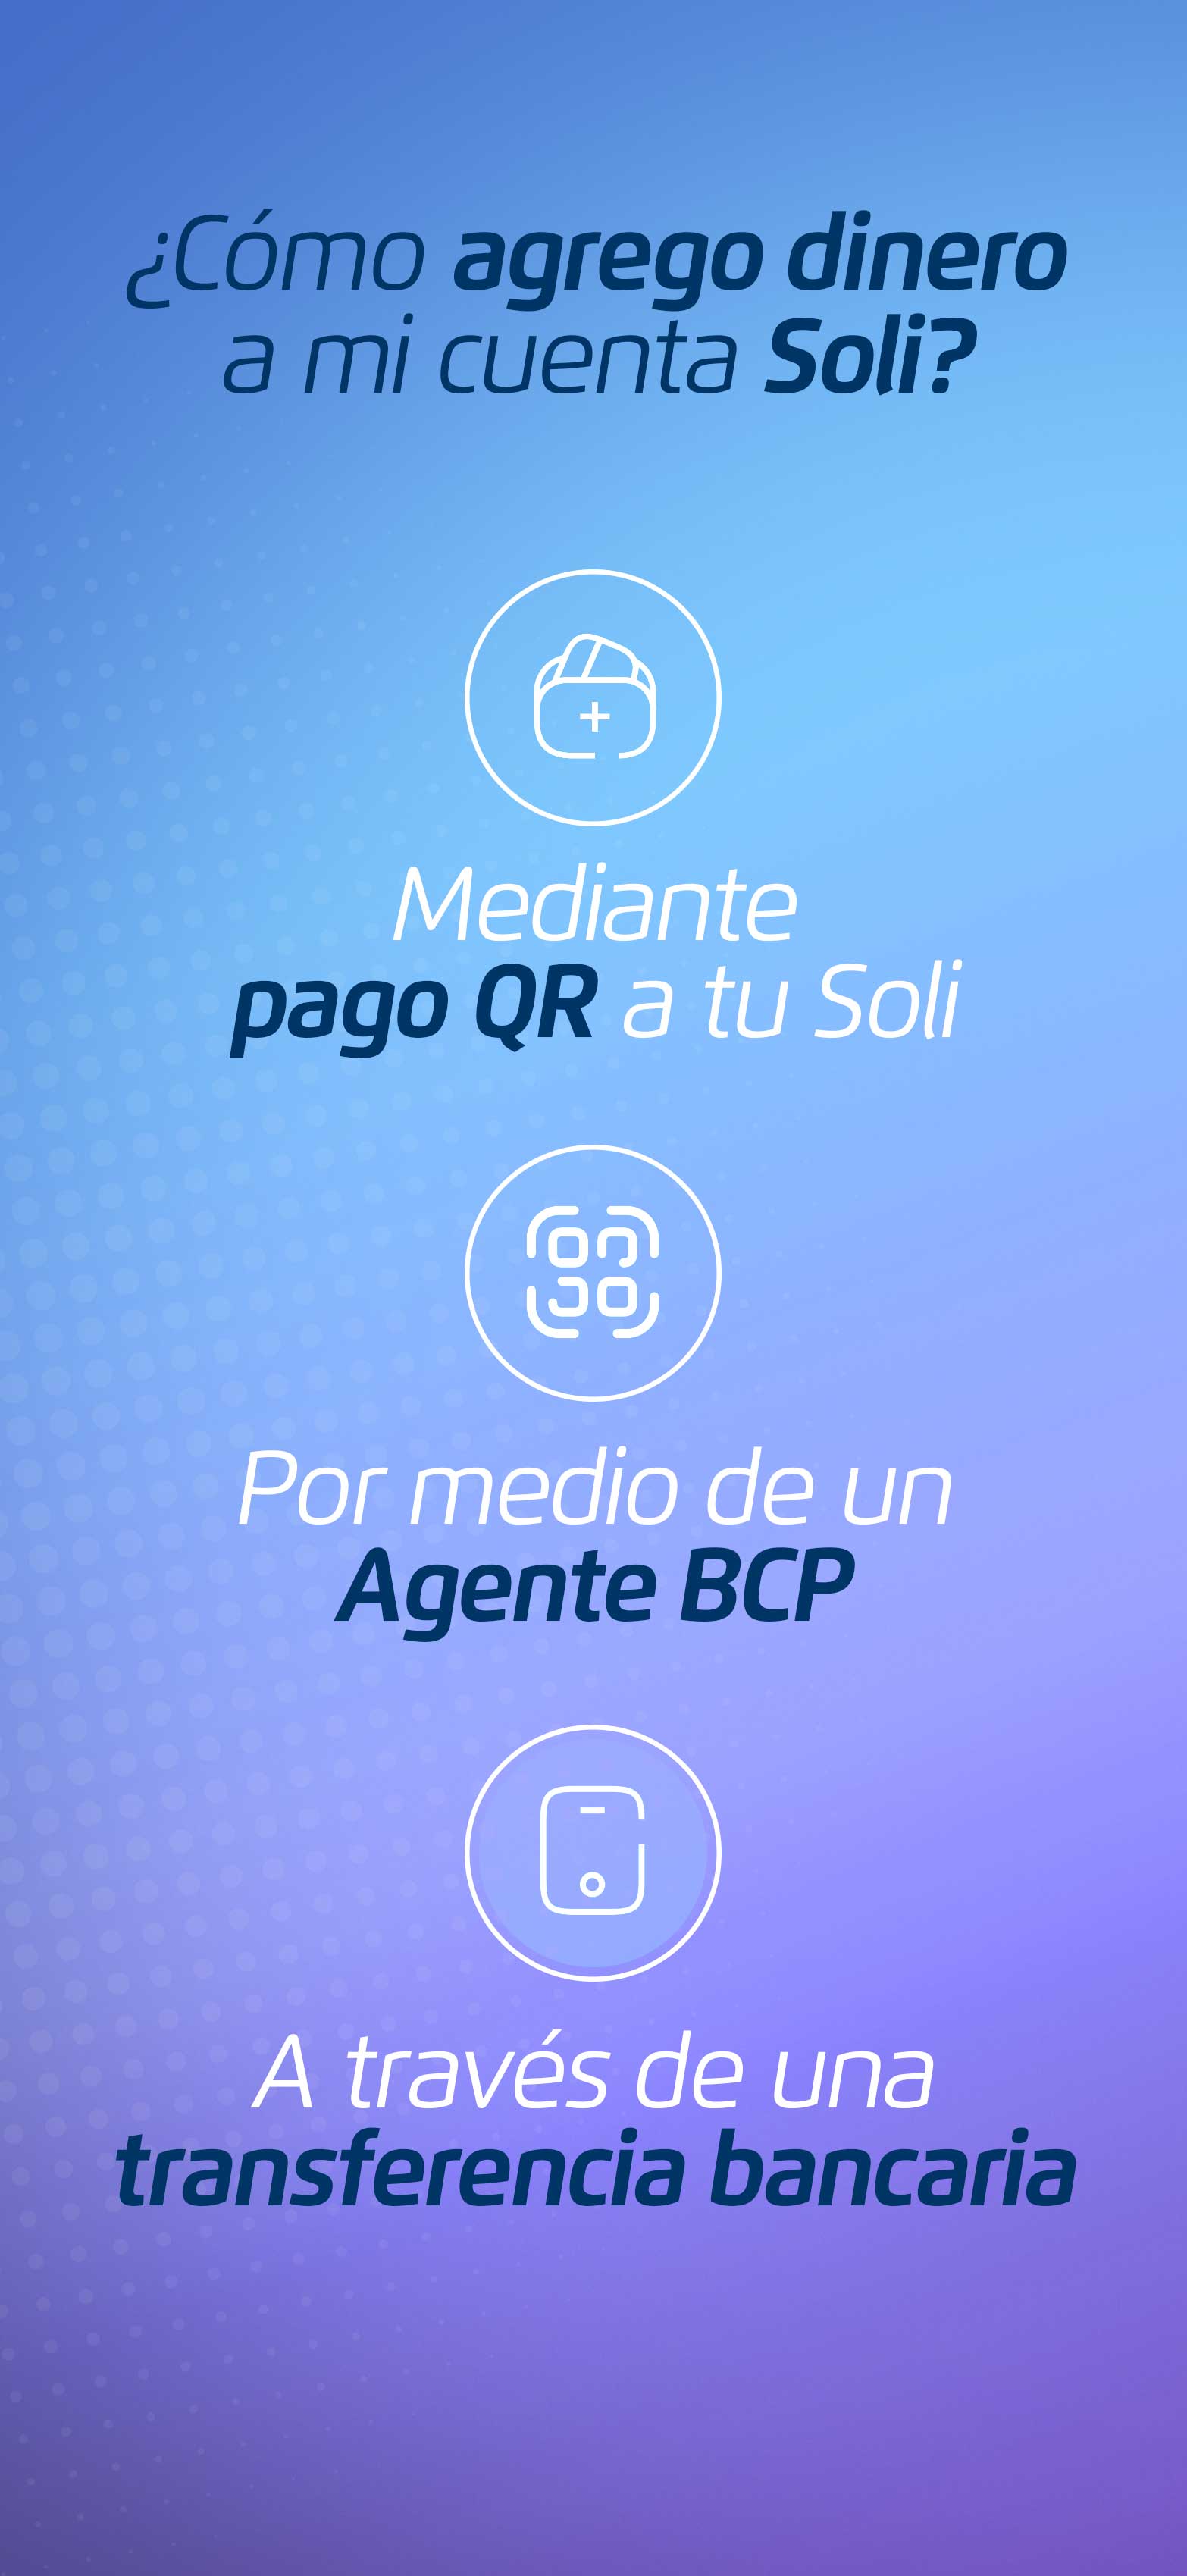 ¿Cómo agrego dinero
a mi cuenta Soli?
Mediante
pago QR a tu Soli
Por medio de un
Agente BCP
A través de una
transferencia bancaria